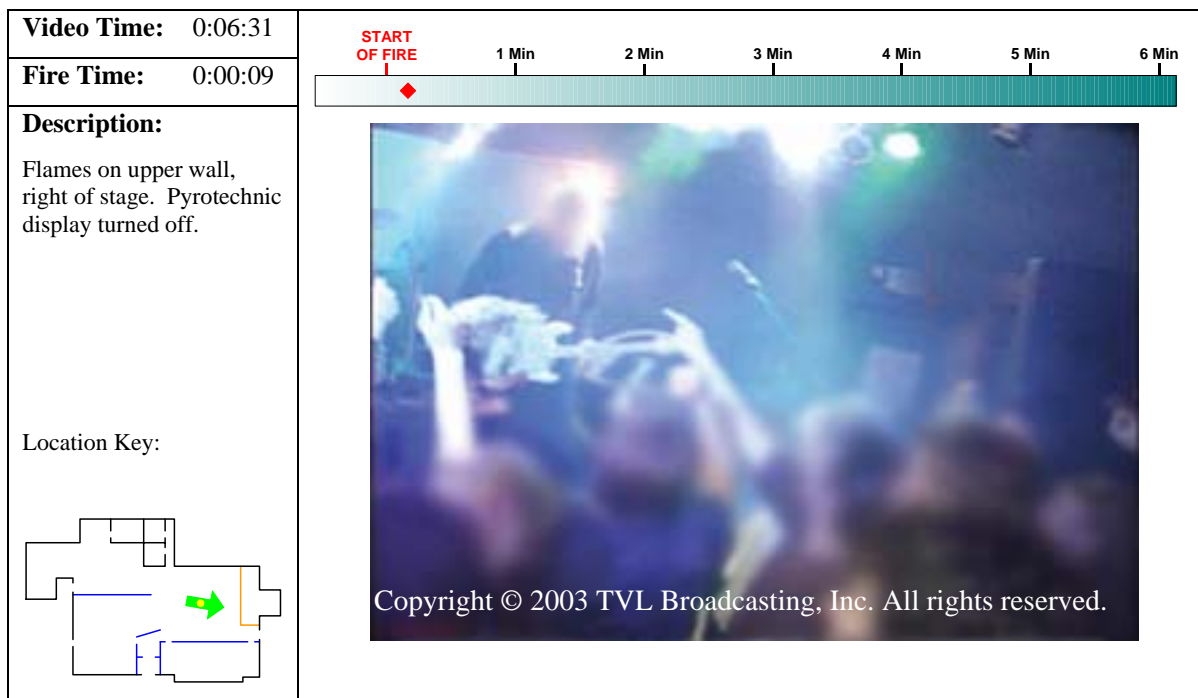 Video Time: 0:06:31
Fire Time: 0:00:09
Description:
Flames on upper wall,
right of stage. Pyrotechnic
display turned off.
Location Key:
START
OF FIRE
1 Min 2 Min 3 Min 4 Min 5 Min 6 Min
Copyright © 2003 TVL Broadcasting, Inc. All rights reserved.